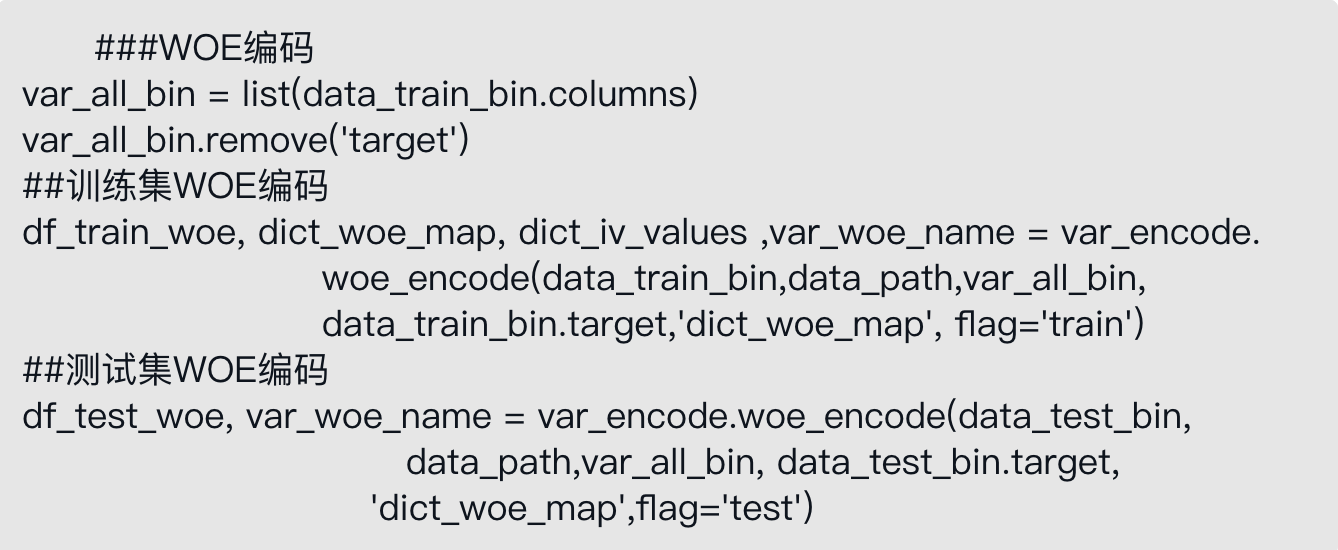 ###WOE编码
var_all_bin = list(data_train_bin.columns)
var_all_bin.remove('target')
##训练集WOE编码
df_train_woe, dict_woe_map, dict_iv_values ,var_woe_name = var_encode.
woe_encode(data_train_bin,data_path,var_all_bin,
data_train_bin.target,'dict_woe_map', flag='train')
##测试集WOE编码
df_test_woe, var_woe_name = var_encode.woe_encode(data_test_bin,
data_path,var_all_bin, data_test_bin.target,
'dict_woe_map',flag='test')